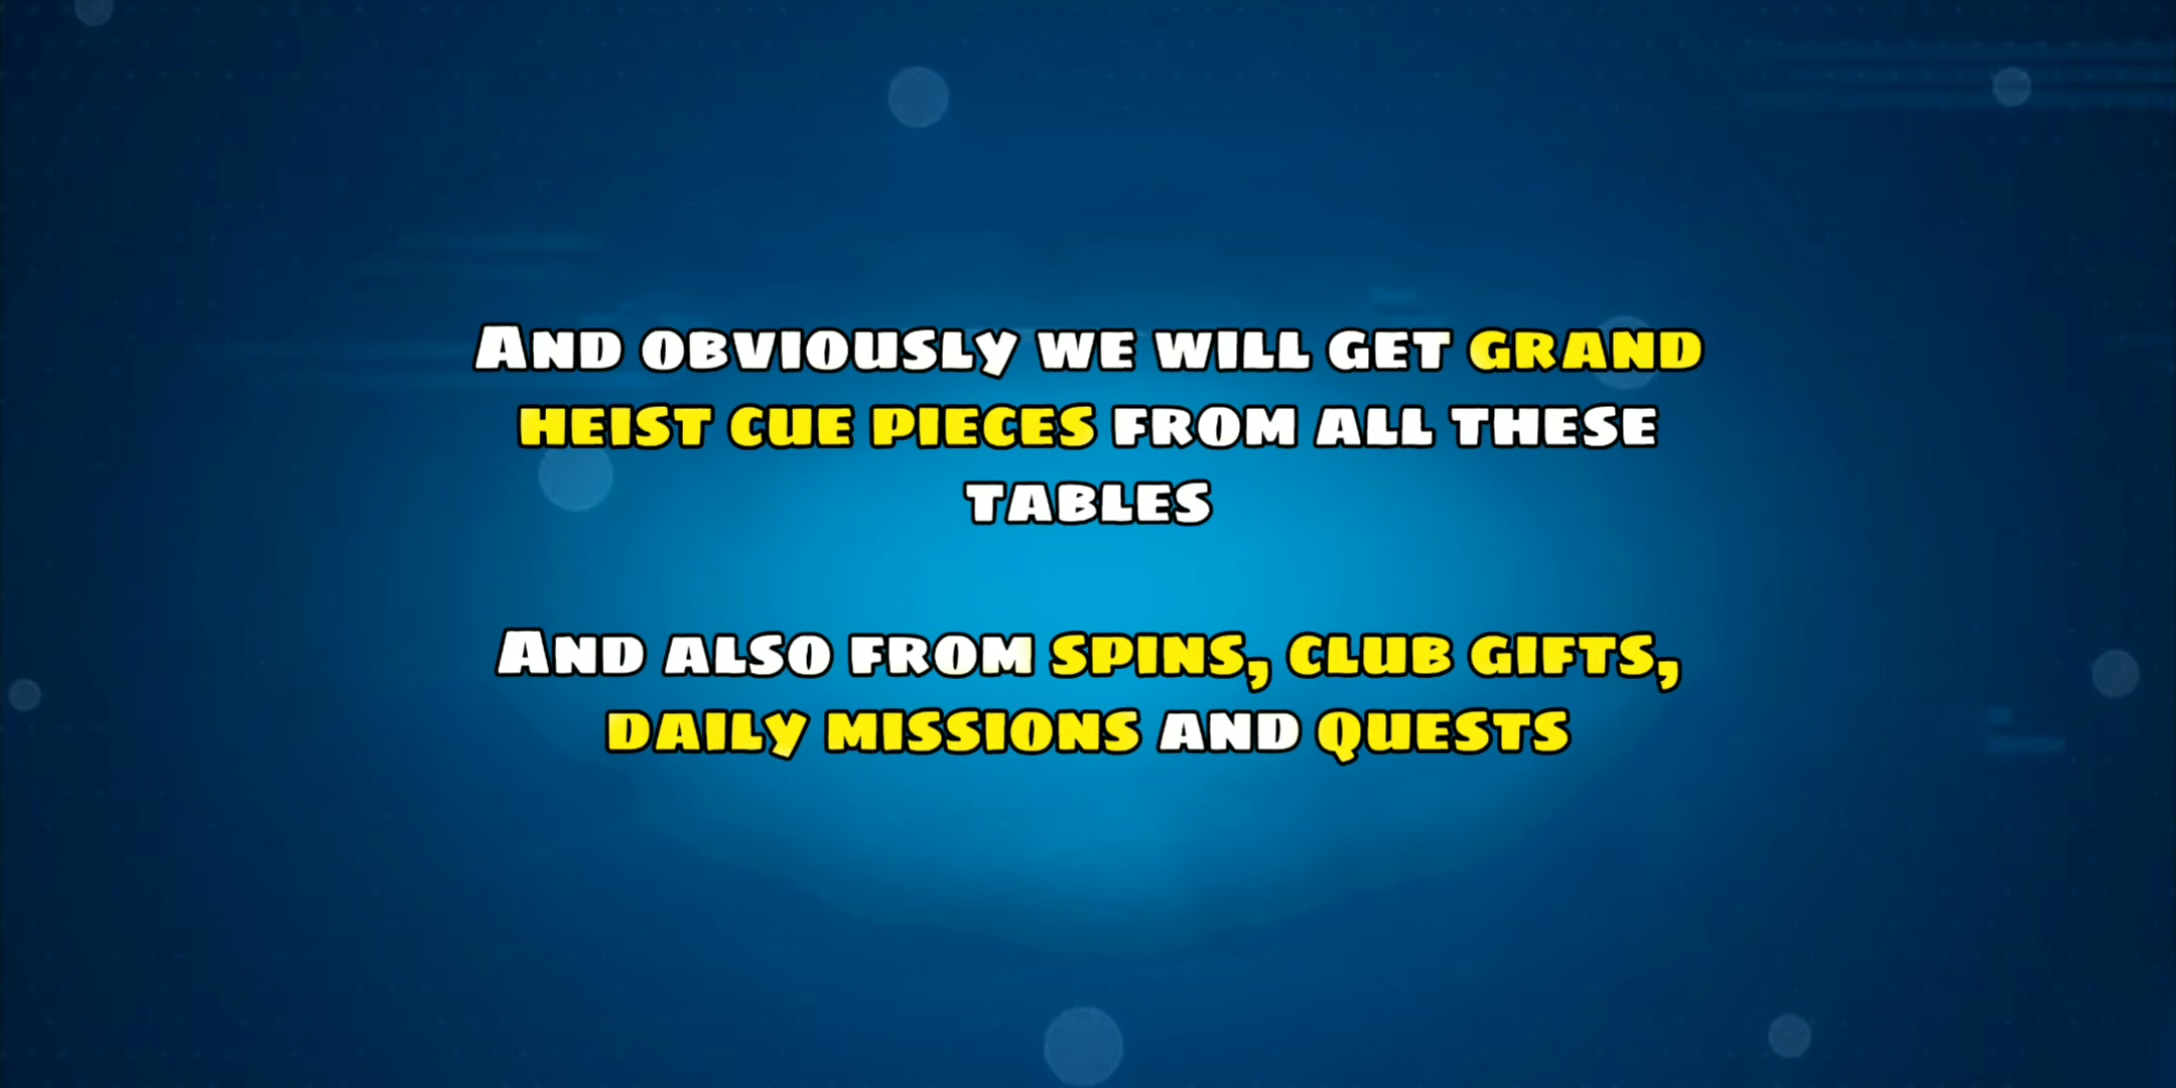 And obviously we will get grand
heist cue pieces from all these
tables
And also from spins, club gifts,
daily missions and quests